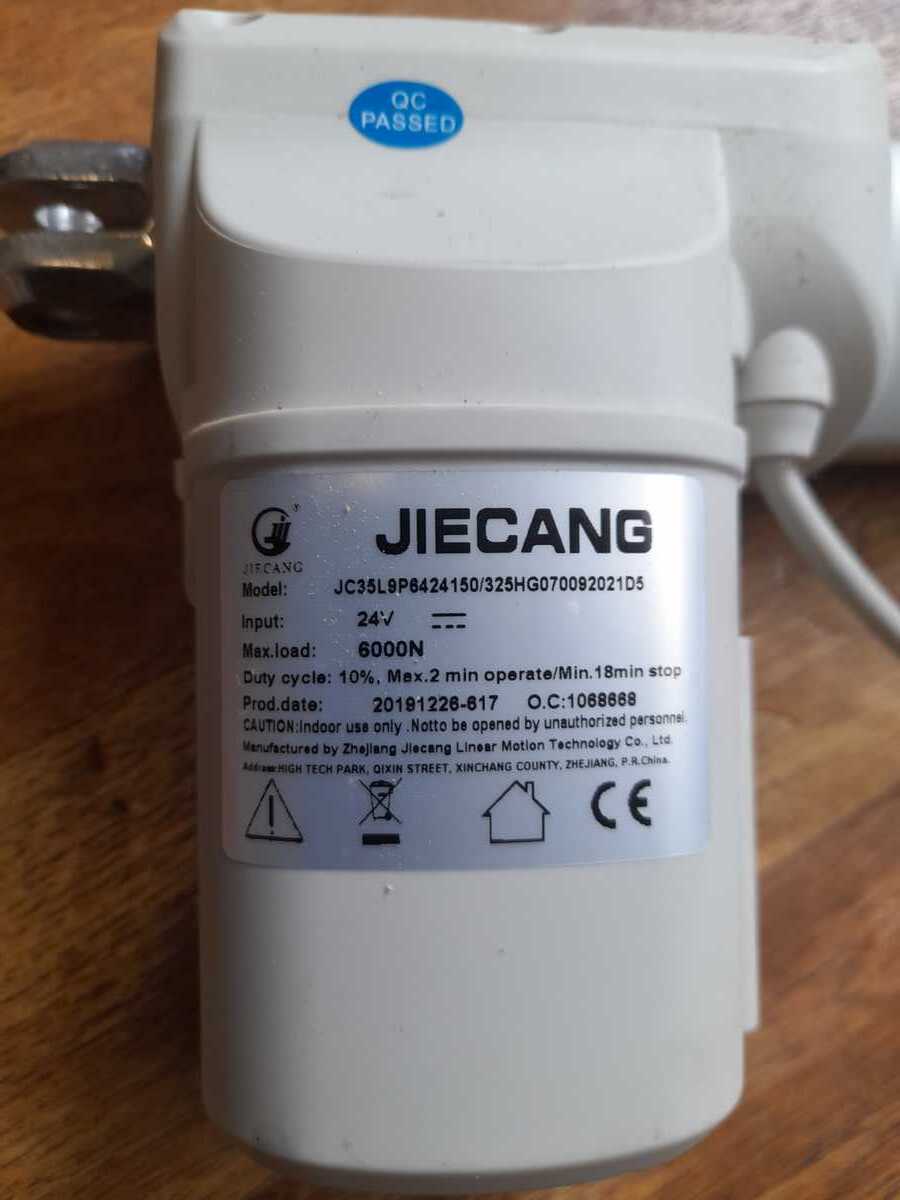 QC
PASSED
JIECANG
JIECANG
Model: JC35L9P6424150/325HG070092021D5
Input: 24V
Max.load: 6000N
Duty cycle: 10%, Max.2 min operate/Min.18min stop
Prod.date: 20191226-617 O.C:1068668
CAUTION:Indoor use only .Notto be opened by unauthorized personnel.
Manufactured by Zhejiang Jiecang Linear Motion Technology Co., Ltd.
Address:HIGH TECH PARK, QIXIN STREET, XINCHANG COUNTY, ZHEJIANG, P.R.China.
CE